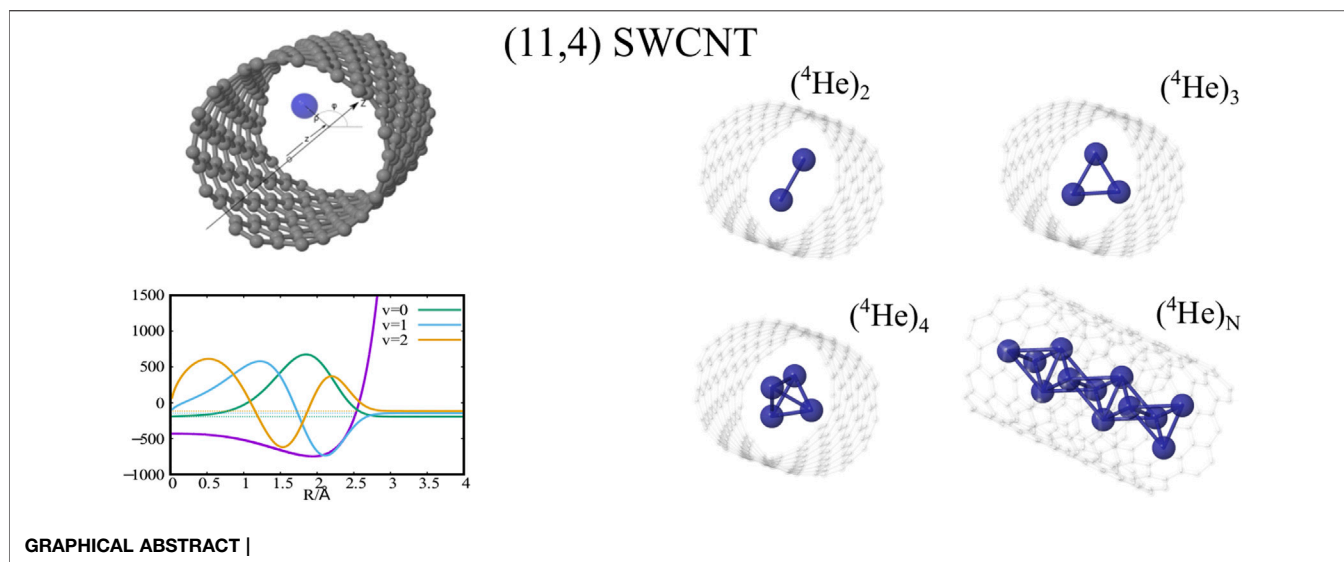 (11,4) SWCNT
(⁴He)₂
(⁴He)₃
(⁴He)₄
(⁴He)N
z
φ
ρ
z
1500
1000
500
0
−500
−1000
v=0
v=1
v=2
0 0.5 1 1.5 2 2.5 3 3.5 4
R/Å
GRAPHICAL ABSTRACT |